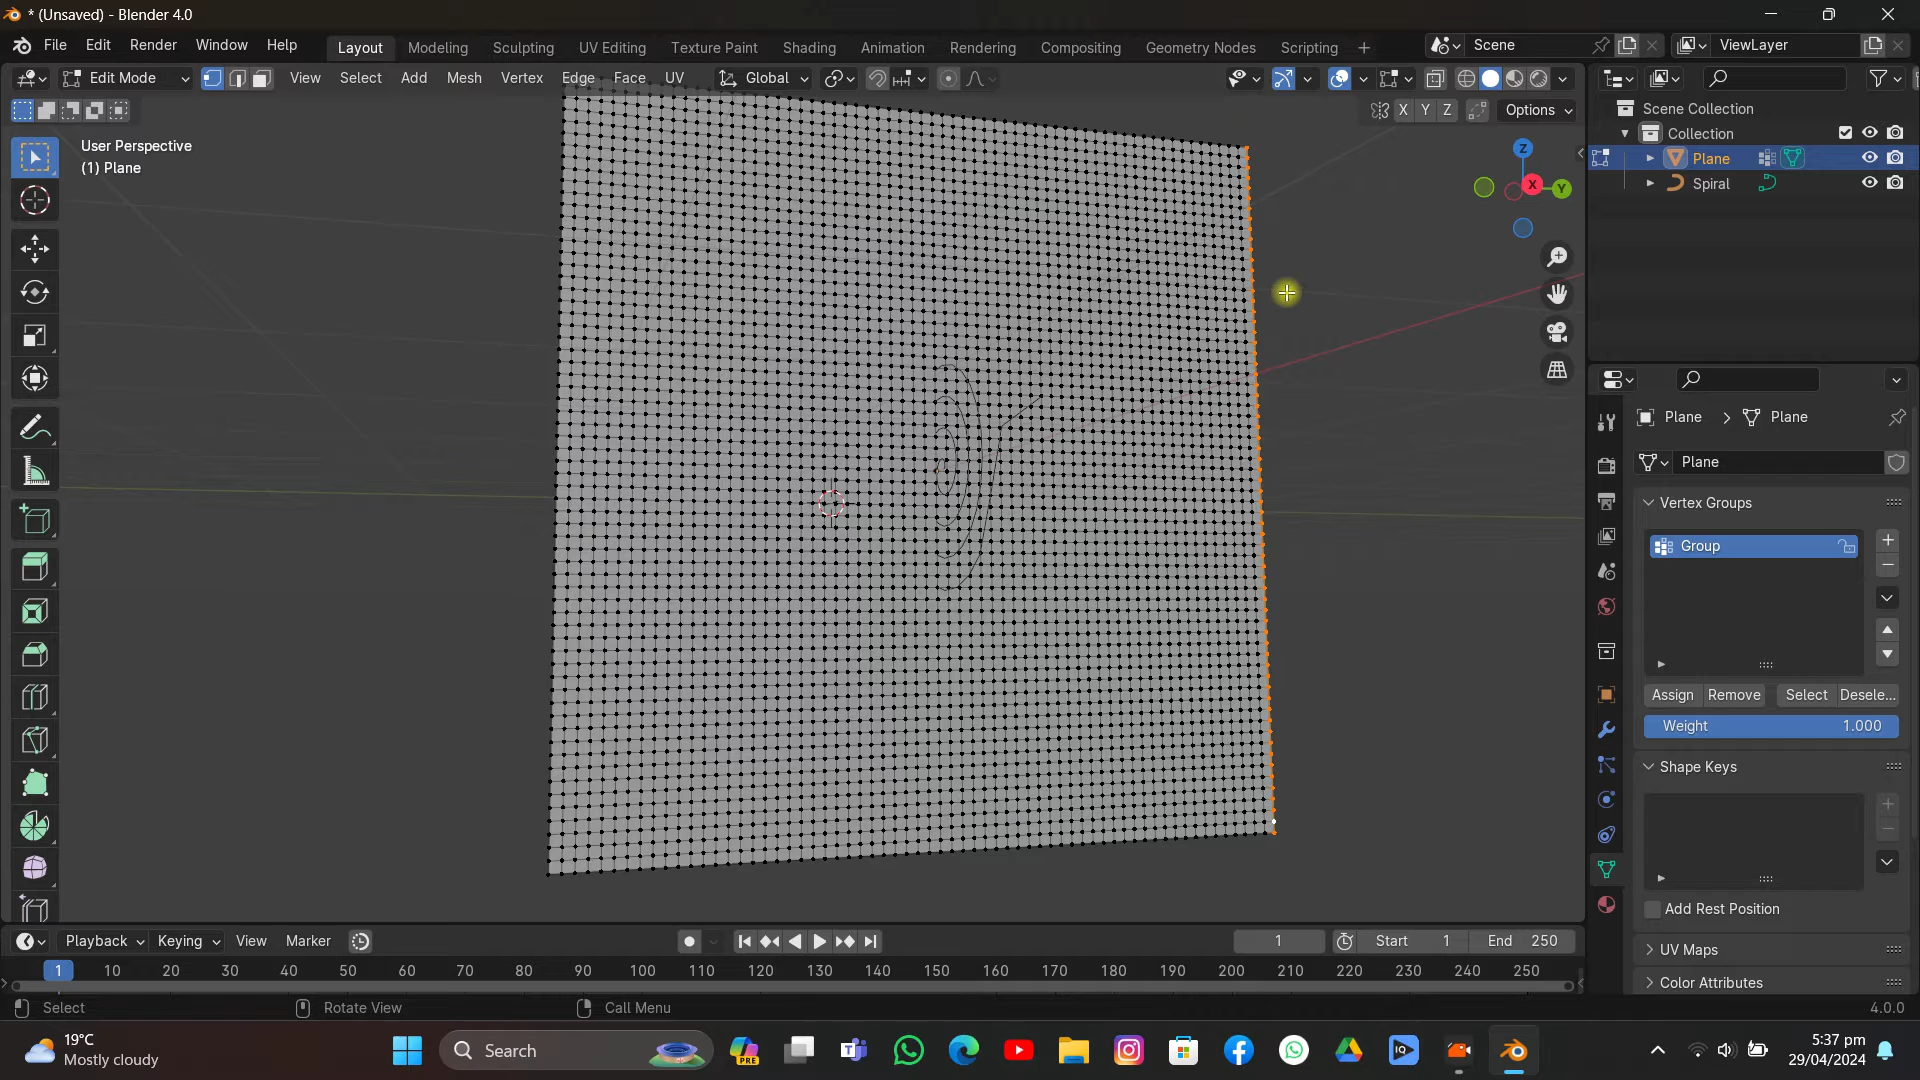 * (Unsaved) - Blender 4.0
File Edit Render Window Help
Layout Modeling Sculpting UV Editing Texture Paint Shading Animation Rendering Compositing Geometry Nodes Scripting +
Scene
ViewLayer
Edit Mode
View Select Add Mesh Vertex Edge Face UV
Global
X Y Z
Options
User Perspective
(1) Plane
Z
X
Y
Scene Collection
Collection
Plane
Spiral
Plane > Plane
Plane
Vertex Groups
Group
Assign Remove Select Desele...
Weight 1.000
Shape Keys
Add Rest Position
UV Maps
Color Attributes
Playback Keying View Marker
1
Start 1
End 250
1 10 20 30 40 50 60 70 80 90 100 110 120 130 140 150 160 170 180 190 200 210 220 230 240 250
Select
Rotate View
Call Menu
4.0.0
19°C
Mostly cloudy
Search
PRE
IQ
5:37 pm
29/04/2024